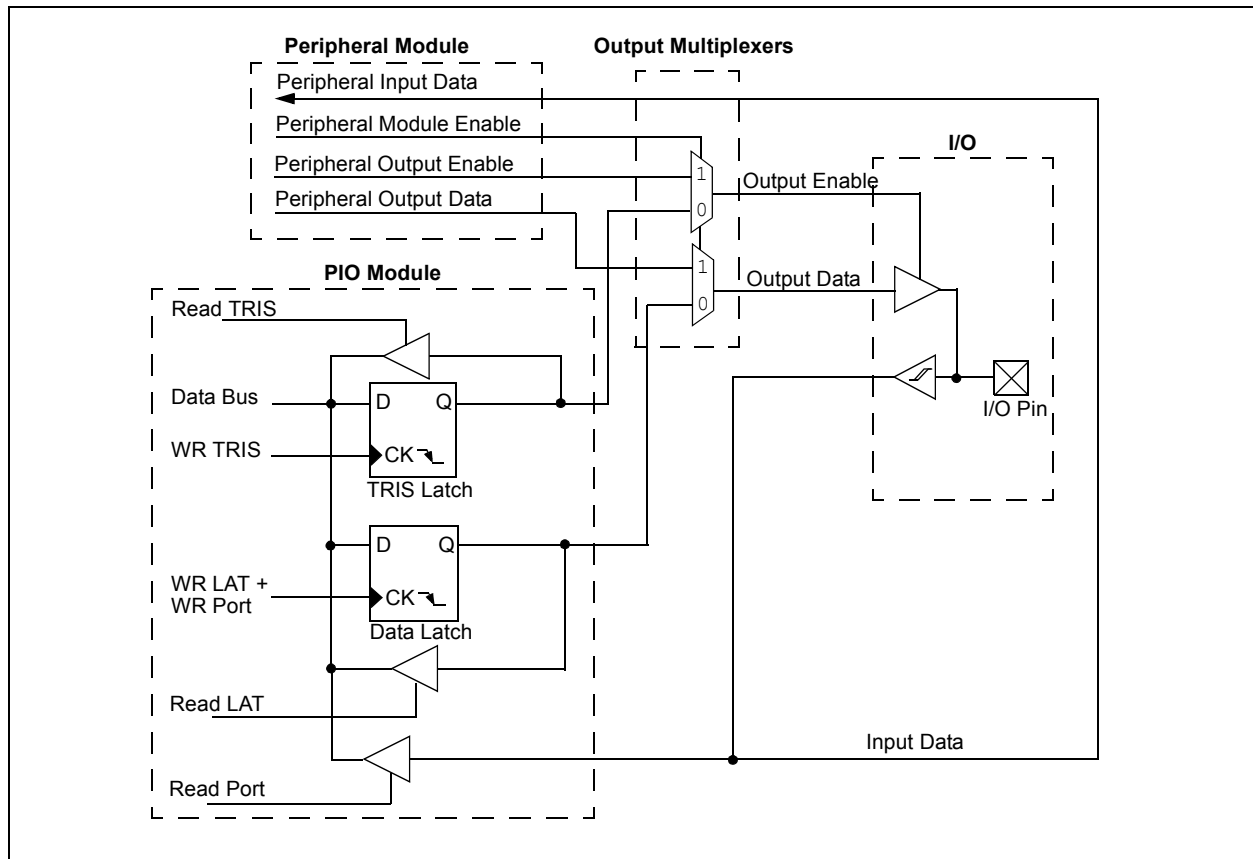 Peripheral Module
Output Multiplexers
Peripheral Input Data
Peripheral Module Enable
Peripheral Output Enable
Peripheral Output Data
1
0
Output Enable
I/O
1
0
Output Data
I/O Pin
PIO Module
Read TRIS
Data Bus
D Q
WR TRIS
CK
TRIS Latch
D Q
WR LAT +
WR Port
CK
Data Latch
Read LAT
Input Data
Read Port